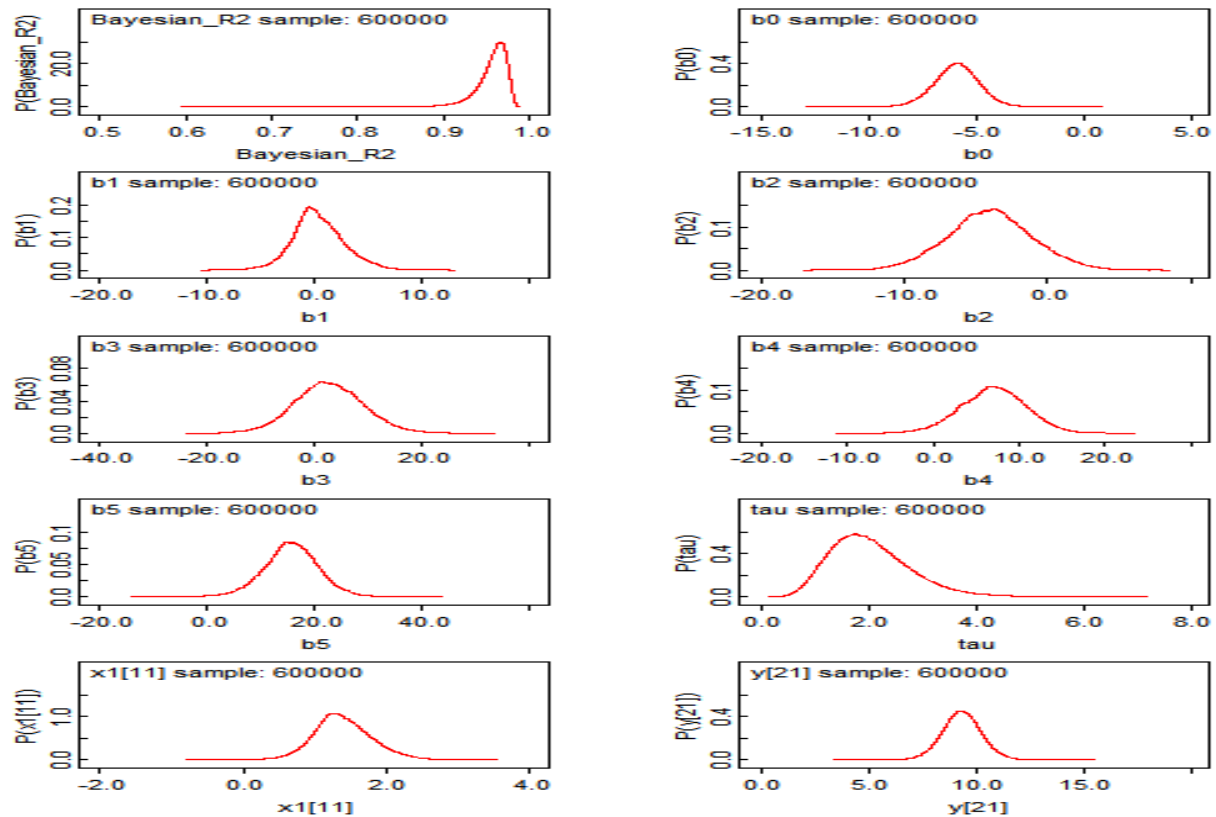 Bayesian_R2 sample: 600000
P(Bayesian_R2)
0.0 20.0
0.5 0.6 0.7 0.8 0.9 1.0
Bayesian_R2
b0 sample: 600000
P(b0)
0.0 0.4
-15.0 -10.0 -5.0 0.0 5.0
b0
b1 sample: 600000
P(b1)
0.0 0.1 0.2
-20.0 -10.0 0.0 10.0
b1
b2 sample: 600000
P(b2)
0.0 0.1
-20.0 -10.0 0.0
b2
b3 sample: 600000
P(b3)
0.0 0.04 0.08
-40.0 -20.0 0.0 20.0
b3
b4 sample: 600000
P(b4)
0.0 0.1
-20.0 -10.0 0.0 10.0 20.0
b4
b5 sample: 600000
P(b5)
0.0 0.05 0.1
-20.0 0.0 20.0 40.0
b5
tau sample: 600000
P(tau)
0.0 0.4
0.0 2.0 4.0 6.0 8.0
tau
x1[11] sample: 600000
P(x1[11])
0.0 1.0
-2.0 0.0 2.0 4.0
x1[11]
y[21] sample: 600000
P(y[21])
0.0 0.4
0.0 5.0 10.0 15.0
y[21]